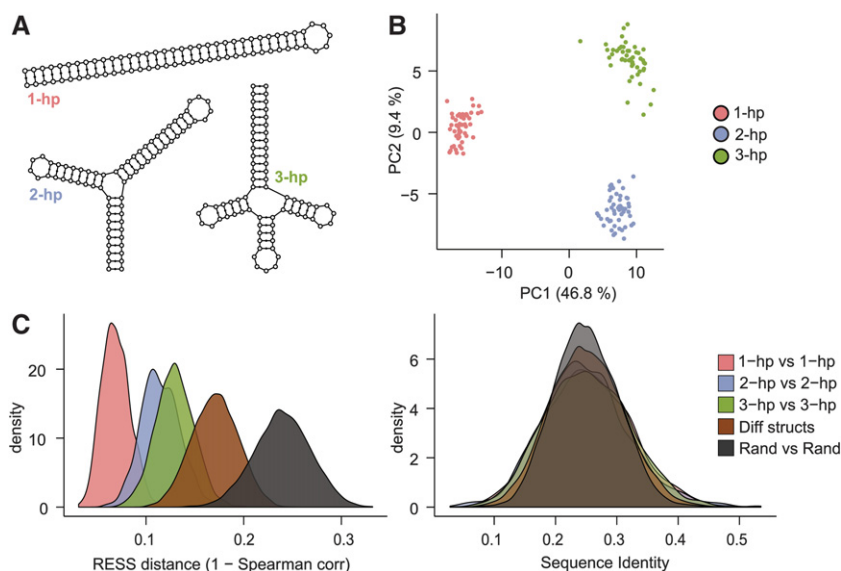 A
1-hp
2-hp
3-hp
B
PC2 (9.4 %)
5
0
−5
−10
0
10
PC1 (46.8 %)
1-hp
2-hp
3-hp
C
density
20
10
0
0.1
0.2
0.3
RESS distance (1 − Spearman corr)
density
6
4
2
0
0.1
0.2
0.3
0.4
0.5
Sequence Identity
1−hp vs 1−hp
2−hp vs 2−hp
3−hp vs 3−hp
Diff structs
Rand vs Rand